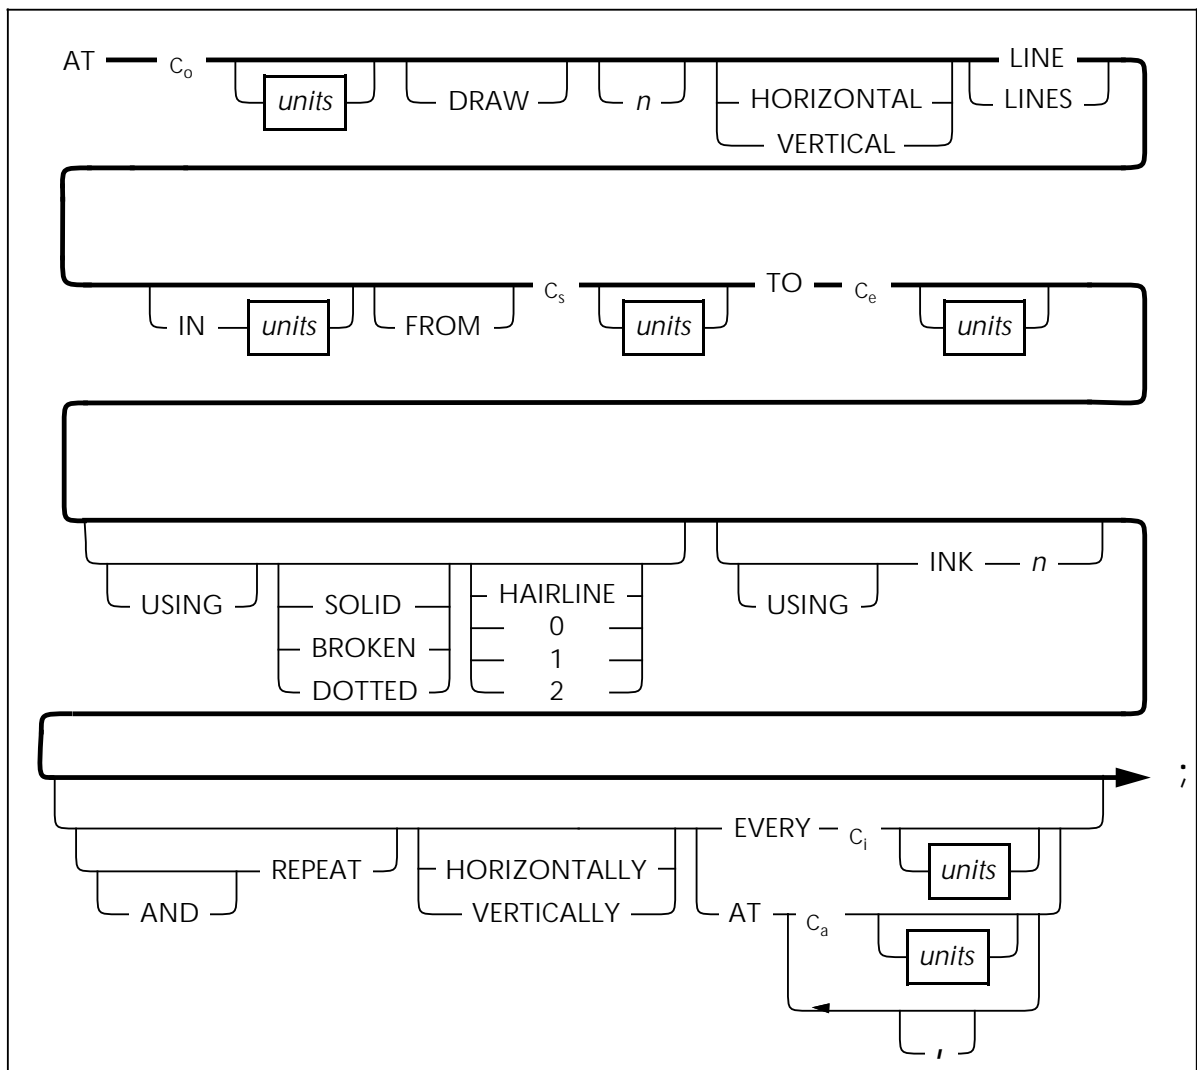 AT Co LINE
units DRAW n HORIZONTAL LINES
VERTICAL
Cs TO Ce
IN units FROM units units
INK n
USING SOLID HAIRLINE USING
BROKEN 0
DOTTED 1
2
;
EVERY Ci
REPEAT HORIZONTALLY units
AND VERTICALLY AT Ca
units
,